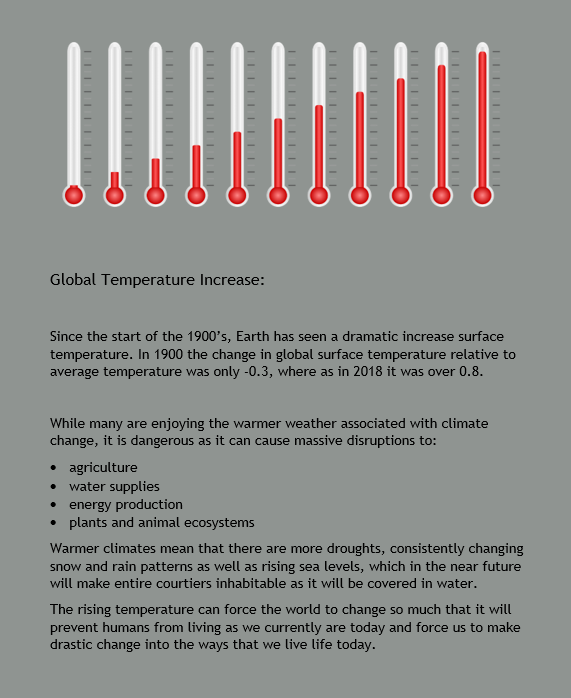 Global Temperature Increase:
Since the start of the 1900's, Earth has seen a dramatic increase surface
temperature. In 1900 the change in global surface temperature relative to
average temperature was only -0.3, where as in 2018 it was over 0.8.
While many are enjoying the warmer weather associated with climate
change, it is dangerous as it can cause massive disruptions to:
• agriculture
• water supplies
• energy production
• plants and animal ecosystems
Warmer climates mean that there are more droughts, consistently changing
snow and rain patterns as well as rising sea levels, which in the near future
will make entire courtiers inhabitable as it will be covered in water.
The rising temperature can force the world to change so much that it will
prevent humans from living as we currently are today and force us to make
drastic change into the ways that we live life today.